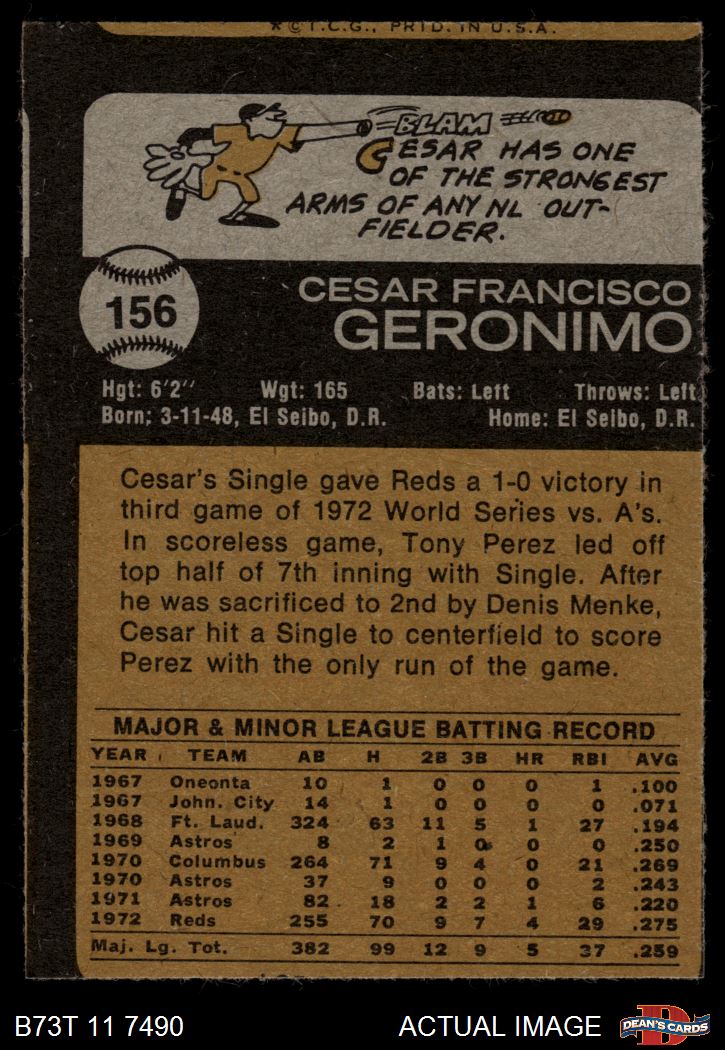 * © T.C.G., PRTD. IN U.S.A.
BLAM
CESAR HAS ONE
OF THE STRONGEST
ARMS OF ANY NL OUT-
FIELDER.
156
CESAR FRANCISCO
GERONIMO
Hgt: 6'2" Wgt: 165 Bats: Left Throws: Left
Born: 3-11-48, El Seibo, D.R. Home: El Seibo, D.R.
Cesar's Single gave Reds a 1-0 victory in
third game of 1972 World Series vs. A's.
In scoreless game, Tony Perez led off
top half of 7th inning with Single. After
he was sacrificed to 2nd by Denis Menke,
Cesar hit a Single to centerfield to score
Perez with the only run of the game.
MAJOR & MINOR LEAGUE BATTING RECORD
YEAR TEAM AB H 2B 3B HR RBI AVG
1967 Oneonta 10 1 0 0 0 1 .100
1967 John. City 14 1 0 0 0 0 .071
1968 Ft. Laud. 324 63 11 5 1 27 .194
1969 Astros 8 2 1 0 0 0 .250
1970 Columbus 264 71 9 4 0 21 .269
1970 Astros 37 9 0 0 0 2 .243
1971 Astros 82 18 2 2 1 6 .220
1972 Reds 255 70 9 7 4 29 .275
Maj. Lg. Tot. 382 99 12 9 5 37 .259
B73T 11 7490 ACTUAL IMAGE
D
DEAN'S CARDS